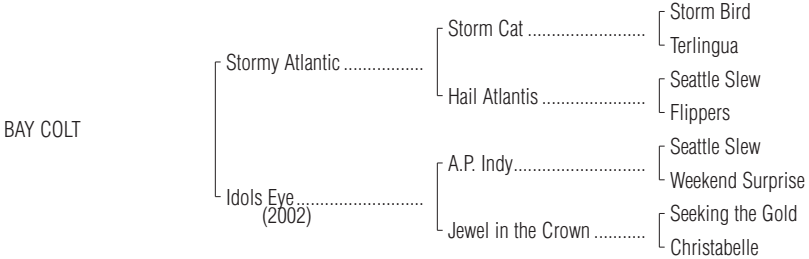 Storm Bird
Storm Cat .........................
Terlingua
Stormy Atlantic .................
Seattle Slew
Hail Atlantis ......................
Flippers
BAY COLT
Seattle Slew
A.P. Indy............................
Weekend Surprise
Idols Eye...........................
(2002)
Seeking the Gold
Jewel in the Crown ...........
Christabelle